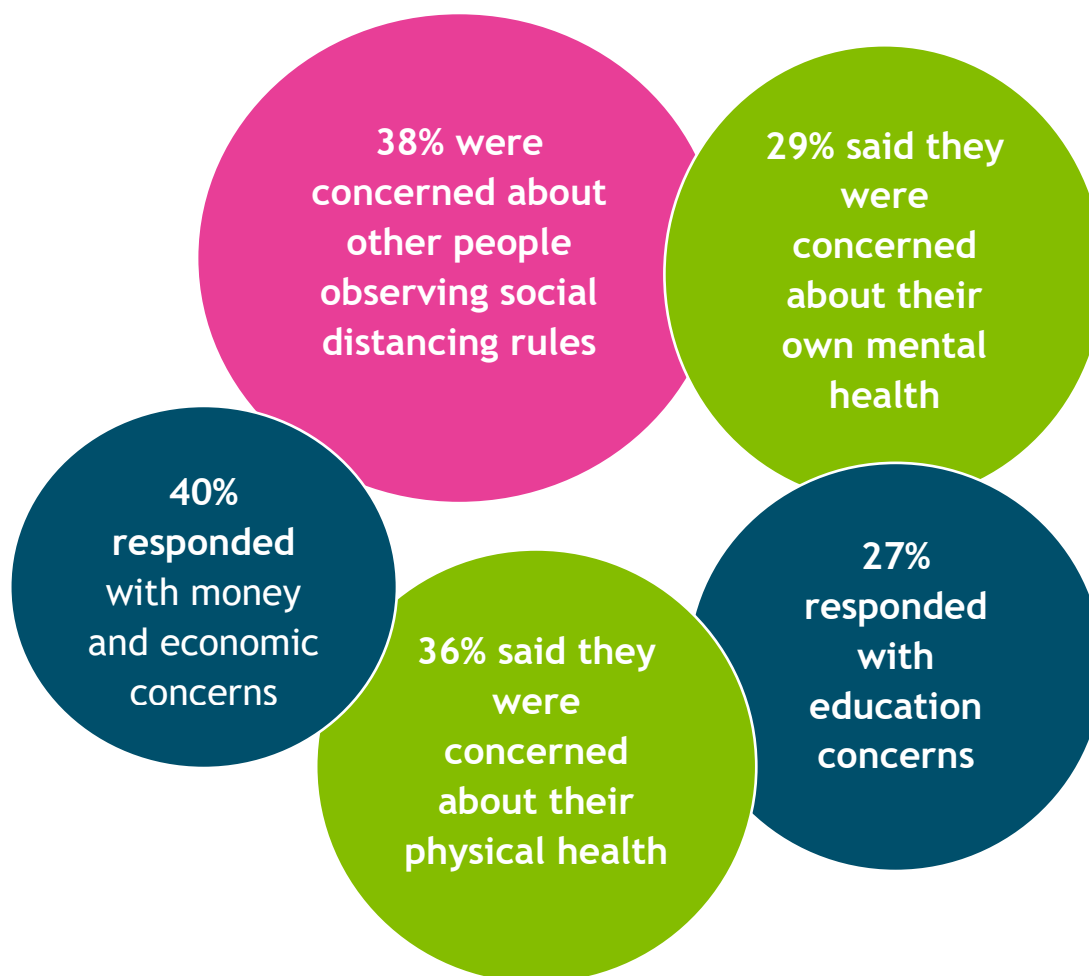 38% were
concerned about
other people
observing social
distancing rules
29% said they
were
concerned
about their
own mental
health
40%
responded
with money
and economic
concerns
36% said they
were
concerned
about their
physical health
27%
responded
with
education
concerns